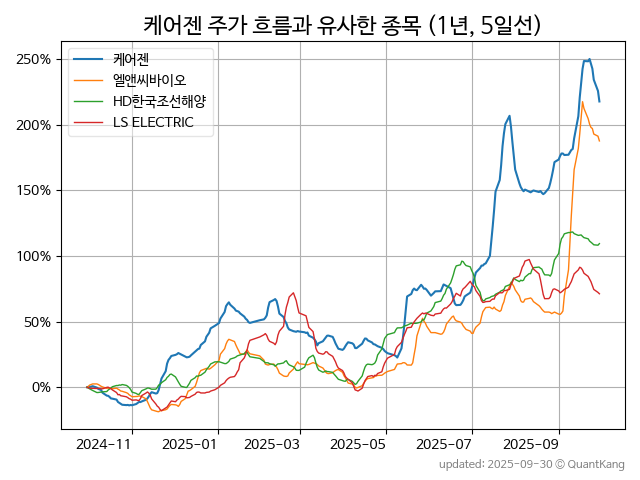 케어젠 주가 흐름과 유사한 종목 (1년, 5일선)
케어젠
엘앤씨바이오
HD한국조선해양
LS ELECTRIC
250%
200%
150%
100%
50%
0%
2024-11
2025-01
2025-03
2025-05
2025-07
2025-09
updated: 2025-09-30 © QuantKang